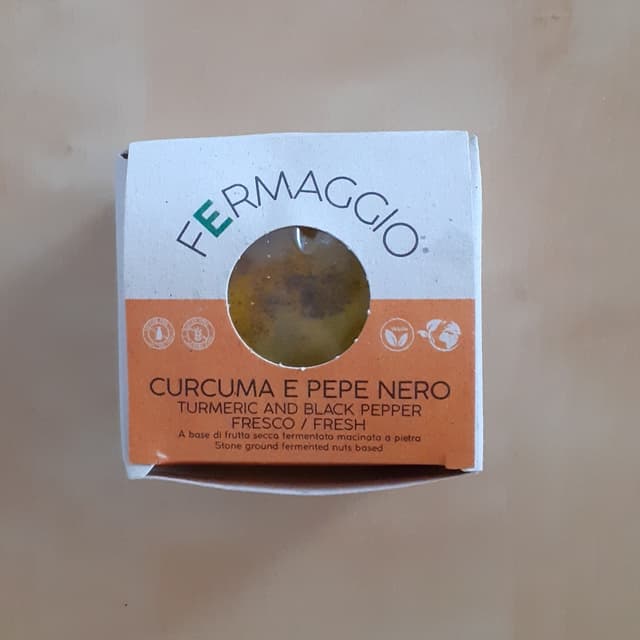 FERMAGGIO
CURCUMA E PEPE NERO
TURMERIC AND BLACK PEPPER
FRESCO / FRESH
A base di frutta secca fermentata macinata a pietra
Stone ground fermented nuts based